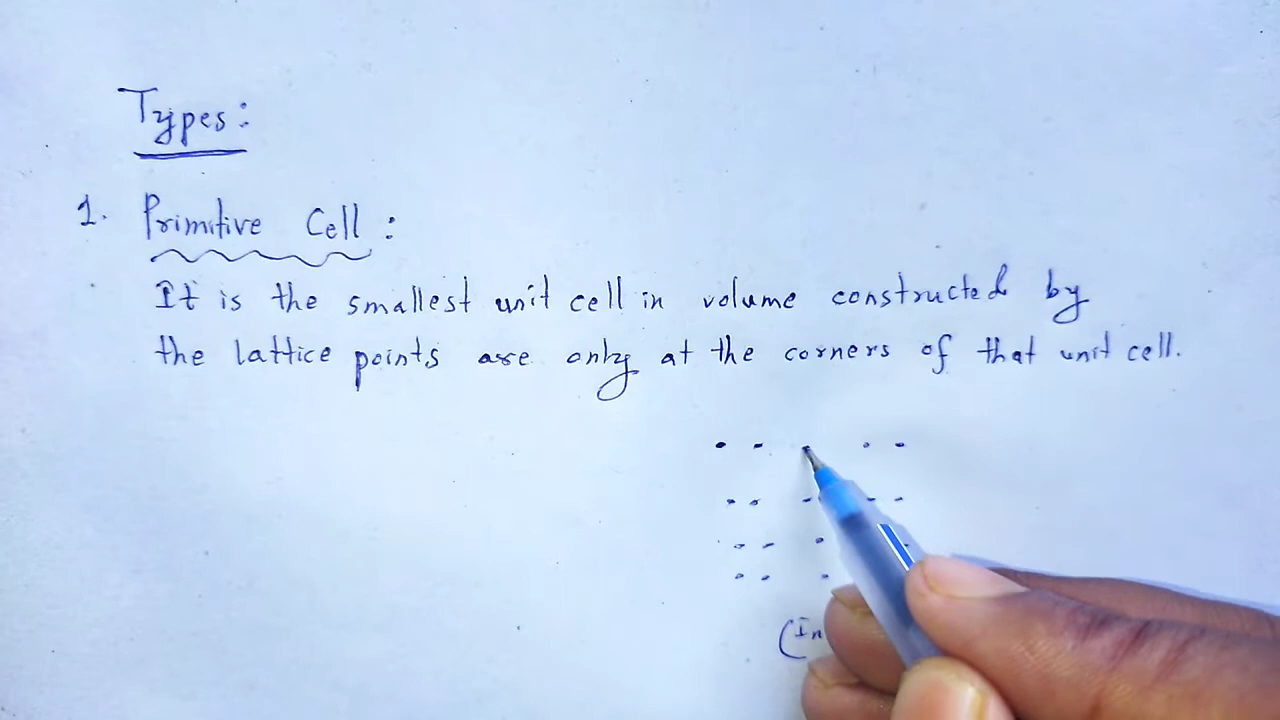 Types:
1. Primitive Cell:
It is the smallest unit cell in volume constructed by
the lattice points are only at the corners of that unit cell.
(In